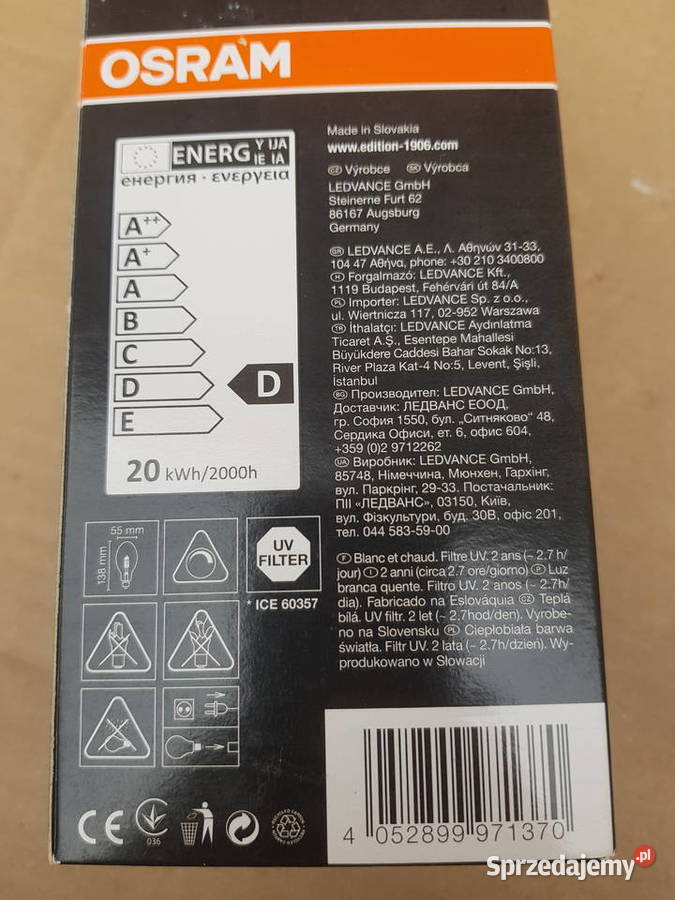 OSRAM
ENERG Y IJA
IE IA
енергия · ενεργεια
A++
A+
A
B
C
D
E
D
20 kWh/2000h
55 mm
138 mm
UV
FILTER
* ICE 60357
Made in Slovakia
www.edition-1906.com
CZ Výrobce SK Výrobca
LEDVANCE GmbH
Steinerne Furt 62
86167 Augsburg
Germany
GR LEDVANCE A.E., Λ. Αθηνών 31-33,
104 47 Αθήνα, phone: +30 210 3400800
H Forgalmazó: LEDVANCE Kft.,
1119 Budapest, Fehérvári út 84/A
PL Importer: LEDVANCE Sp. z o.o.,
ul. Wiertnicza 117, 02-952 Warszawa
TR İthalatçı: LEDVANCE Aydınlatma
Ticaret A.Ş., Esentepe Mahallesi
Büyükdere Caddesi Bahar Sokak No:13,
River Plaza Kat-4 No:5, Levent, Şişli,
İstanbul
BG Производител: LEDVANCE GmbH,
Доставчик: ЛЕДВАНС ЕООД,
гр. София 1550, бул. „Ситняково“ 48,
Сердика Офиси, ет. 6, офис 604,
+359 (0)2 9712262
UA Виробник: LEDVANCE GmbH,
85748, Німеччина, Мюнхен, Гархінг,
вул. Паркрінг, 29-33. Постачальник:
ПІІ «ЛЕДВАНС», 03150, Київ,
вул. Фізкультури, буд. 30В, офіс 201,
тел. 044 583-59-00
F Blanc et chaud. Filtre UV. 2 ans (~ 2.7 h/
jour) I 2 anni (circa 2.7 ore/giorno) P Luz
branca quente. Filtro UV. 2 anos (~ 2.7h/
dia). Fabricado na Eslováquia CZ Teplá
bílá. UV filtr. 2 let (~ 2.7hod/den). Vyrobe-
no na Slovensku PL Ciepłobiała barwa
światła. Filtr UV. 2 lata (~ 2.7h/dzień). Wy-
produkowano w Słowacji
CE
036
4 052899 971370
Sprzedajemy.pl